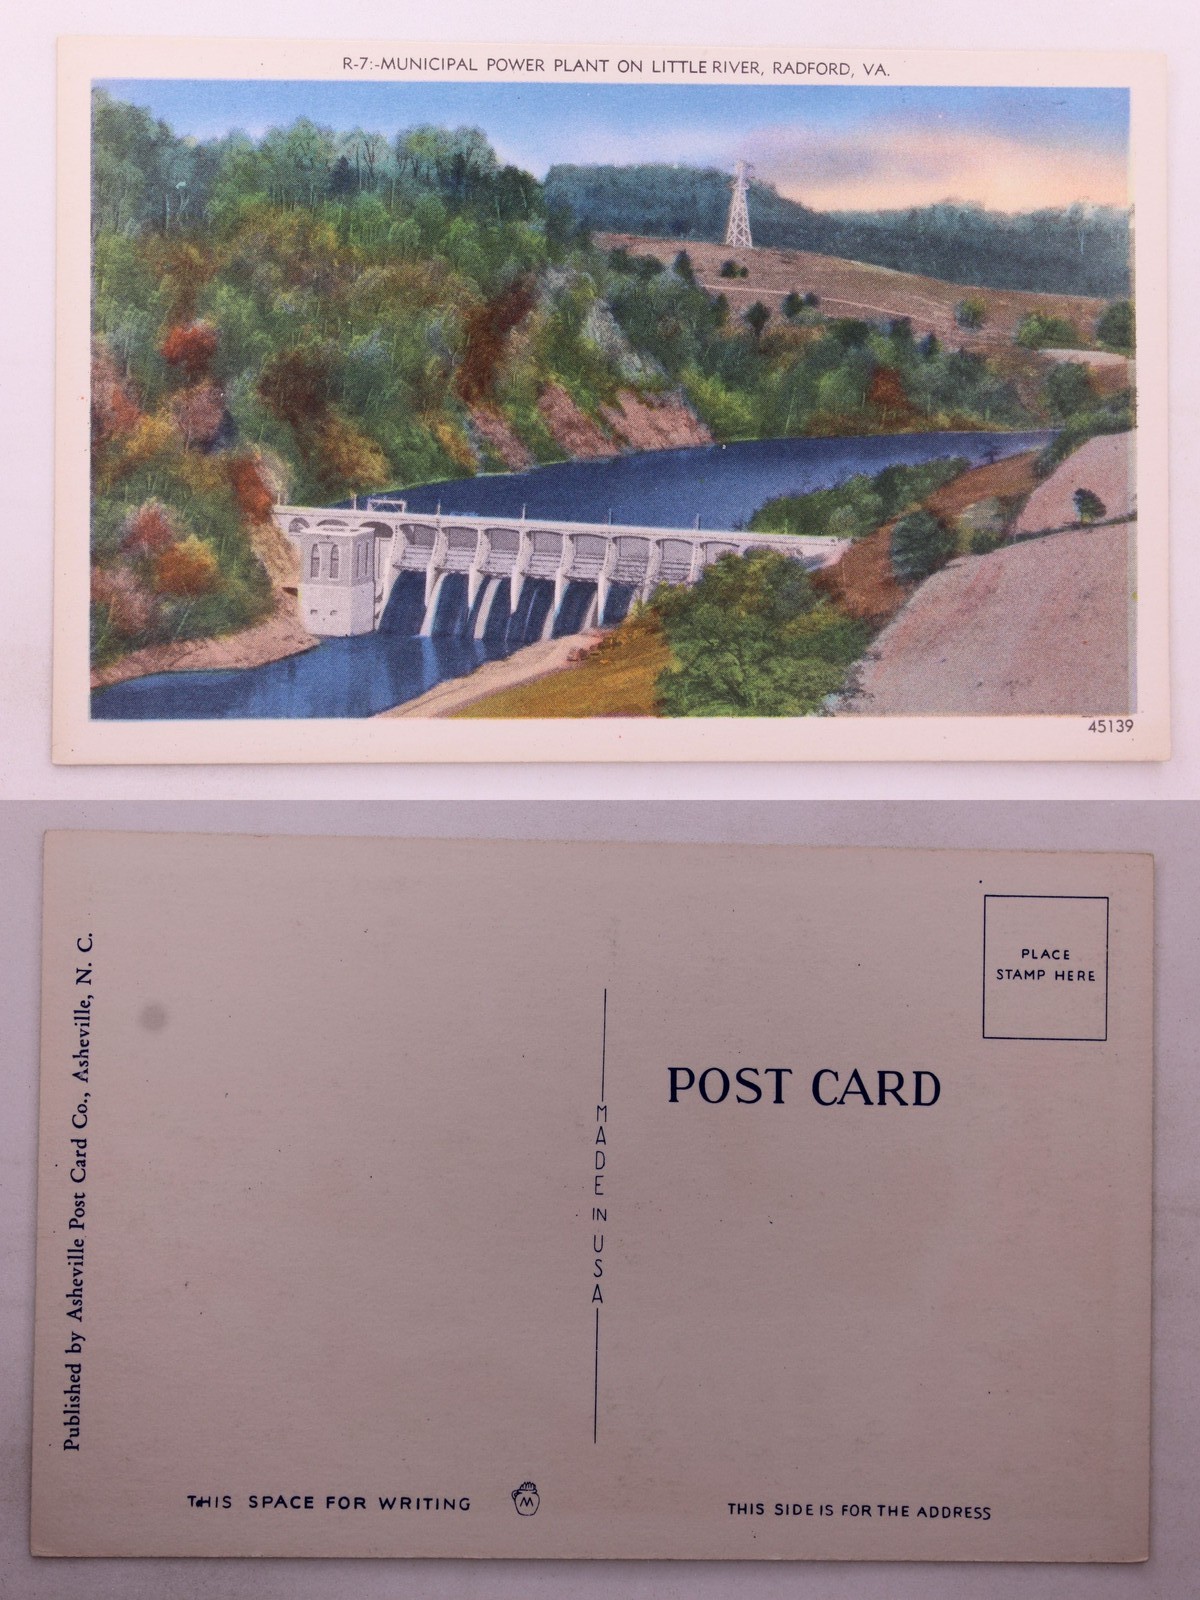 R-7:-MUNICIPAL POWER PLANT ON LITTLE RIVER, RADFORD, VA.
45139
Published by Asheville Post Card Co., Asheville, N. C.
PLACE
STAMP HERE
POST CARD
MADE IN USA
THIS SPACE FOR WRITING
M
THIS SIDE IS FOR THE ADDRESS